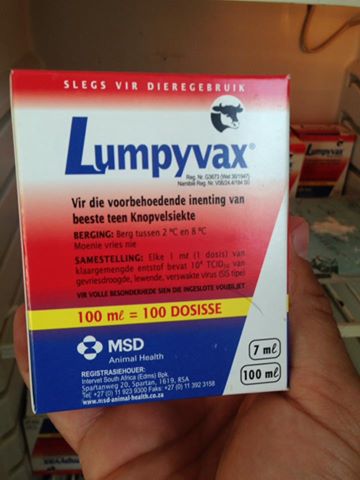 SLEGS VIR DIEREGEBRUIK
Lumpyvax®
Reg. Nr. G3673 (Wet 36/1947)
Namibië Reg. Nr. V06/24.4/184 S0
Vir die voorbehoedende inenting van
beeste teen Knopvelsiekte
BERGING: Berg tussen 2 ºC en 8 ºC
Moenie vries nie
SAMESTELLING: Elke 1 mℓ (1 dosis) van
klaargemengde entstof bevat 10⁴ TCID₅₀ van
gevriesdroogde, lewende, verswakte virus (SIS tipe)
VIR VOLLE BESONDERHEDE SIEN DIE INGESLOTE VOUBILJET
100 mℓ = 100 DOSISSE
MSD
Animal Health
7 mℓ
100 mℓ
REGISTRASIEHOUER:
Intervet South Africa (Edms) Bpk.
Spartanweg 20, Spartan, 1619, RSA
Tel: +27 (0) 11 923 9300 Faks: +27 (0) 11 392 3158
www.msd-animal-health.co.za